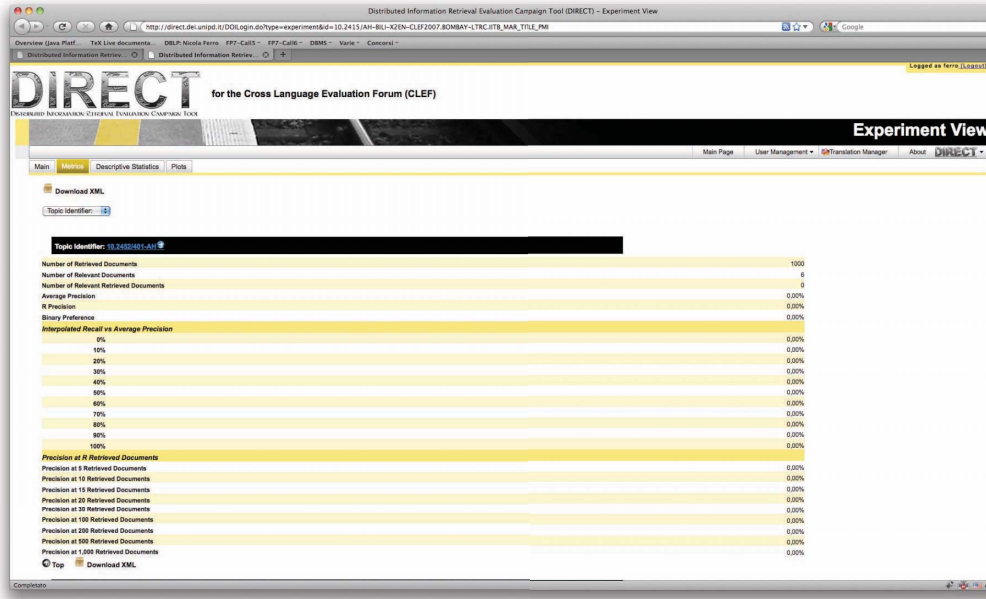 Distributed Information Retrieval Evaluation Campaign Tool (DIRECT) – Experiment View
http://direct.dei.unipd.it/DOILogin.do?type=experiment&id=10.2415/AH-BILI-X2EN-CLEF2007.BOMBAY-LTRC.IITB_MAR_TITLE_PMI
Google
Overview (Java Platf... TeX Live documenta... DBLP: Nicola Ferro FP7-Call5 FP7-Call6 DBMS Varie Concorsi
Distributed Information Retriev... Distributed Information Retriev...
Logged as ferro [Logout]
DIRECT
DISTRIBUTED INFORMATION RETRIEVAL EVALUATION CAMPAIGN TOOL
for the Cross Language Evaluation Forum (CLEF)
Experiment View
Main Page User Management Translation Manager About DIRECT
Main Metrics Descriptive Statistics Plots
Download XML
Topic Identifier:
Topic Identifier: 10.2452/401-AH
Number of Retrieved Documents 1000
Number of Relevant Documents 6
Number of Relevant Retrieved Documents 0
Average Precision 0,00%
R Precision 0,00%
Binary Preference 0,00%
Interpolated Recall vs Average Precision
0% 0,00%
10% 0,00%
20% 0,00%
30% 0,00%
40% 0,00%
50% 0,00%
60% 0,00%
70% 0,00%
80% 0,00%
90% 0,00%
100% 0,00%
Precision at R Retrieved Documents
Precision at 5 Retrieved Documents 0,00%
Precision at 10 Retrieved Documents 0,00%
Precision at 15 Retrieved Documents 0,00%
Precision at 20 Retrieved Documents 0,00%
Precision at 30 Retrieved Documents 0,00%
Precision at 100 Retrieved Documents 0,00%
Precision at 200 Retrieved Documents 0,00%
Precision at 500 Retrieved Documents 0,00%
Precision at 1,000 Retrieved Documents 0,00%
Top Download XML
Completato